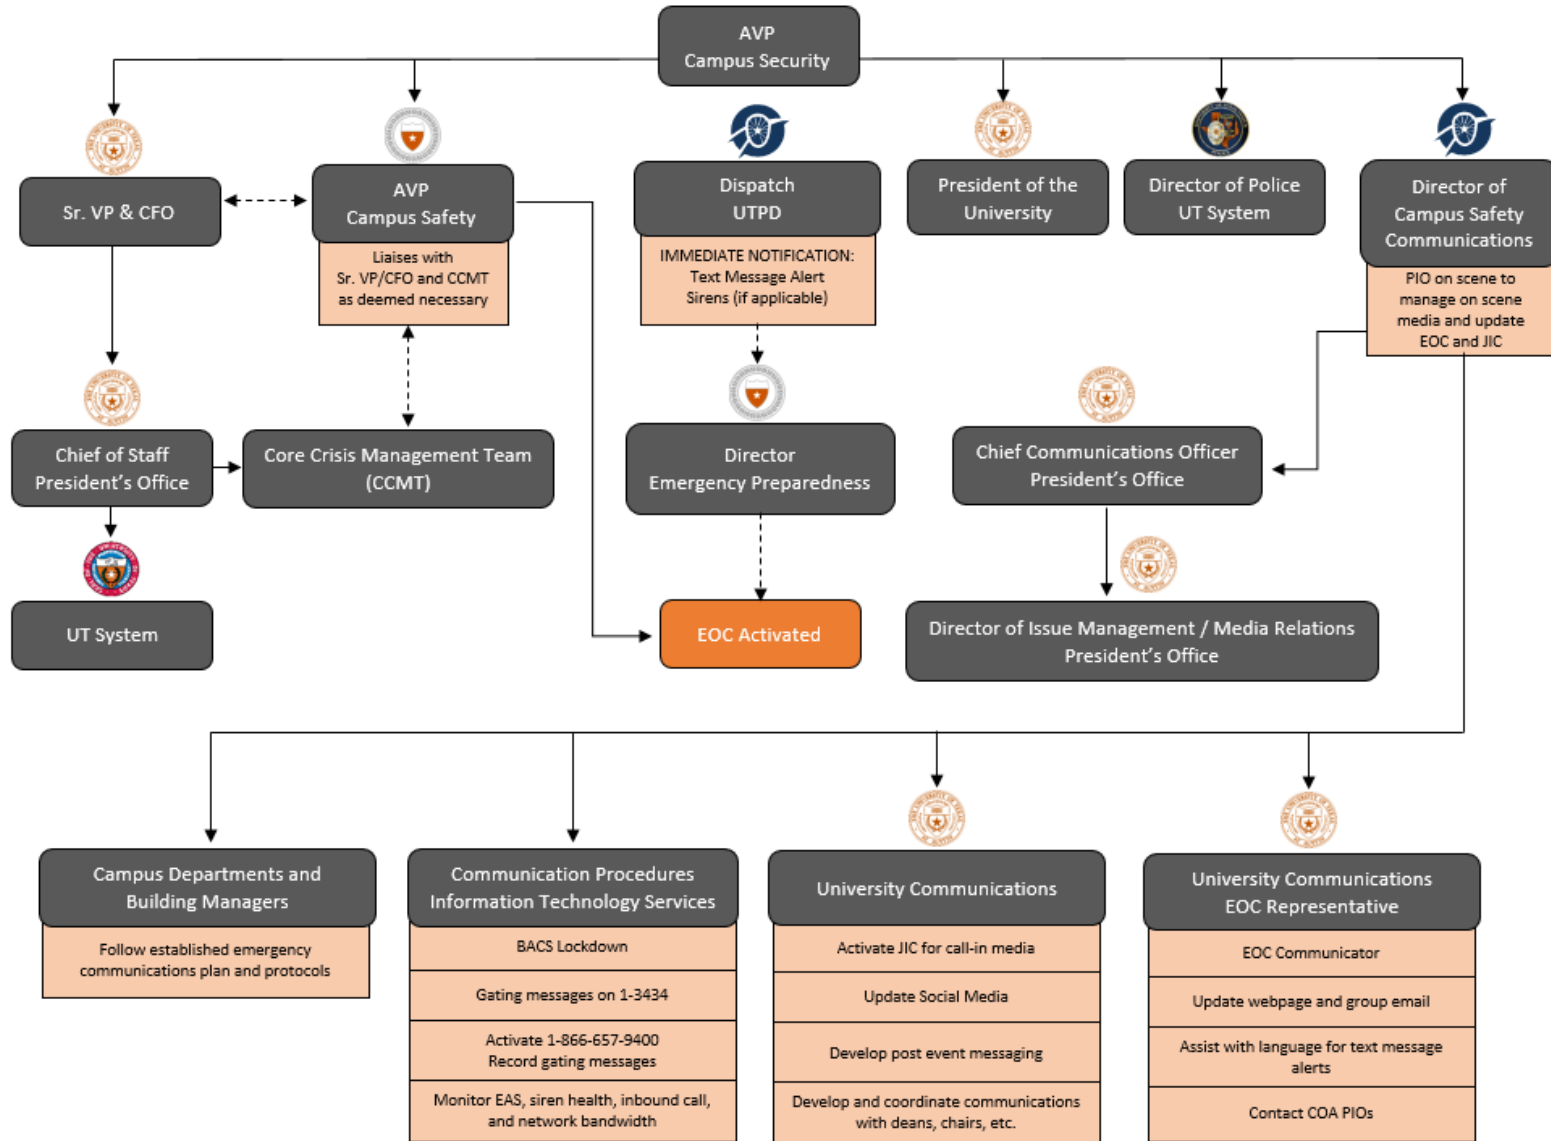 AVP
Campus Security
Sr. VP & CFO
AVP
Campus Safety
Liaises with
Sr. VP/CFO and CCMT
as deemed necessary
Dispatch
UTPD
IMMEDIATE NOTIFICATION:
Text Message Alert
Sirens (if applicable)
President of the
University
Director of Police
UT System
Director of
Campus Safety
Communications
PIO on scene to
manage on scene
media and update
EOC and JIC
Chief of Staff
President's Office
Core Crisis Management Team
(CCMT)
Director
Emergency Preparedness
Chief Communications Officer
President's Office
UT System
EOC Activated
Director of Issue Management / Media Relations
President's Office
Campus Departments and
Building Managers
Follow established emergency
communications plan and protocols
Communication Procedures
Information Technology Services
BACS Lockdown
Gating messages on 1-3434
Activate 1-866-657-9400
Record gating messages
Monitor EAS, siren health, inbound call,
and network bandwidth
University Communications
Activate JIC for call-in media
Update Social Media
Develop post event messaging
Develop and coordinate communications
with deans, chairs, etc.
University Communications
EOC Representative
EOC Communicator
Update webpage and group email
Assist with language for text message
alerts
Contact COA PIOs